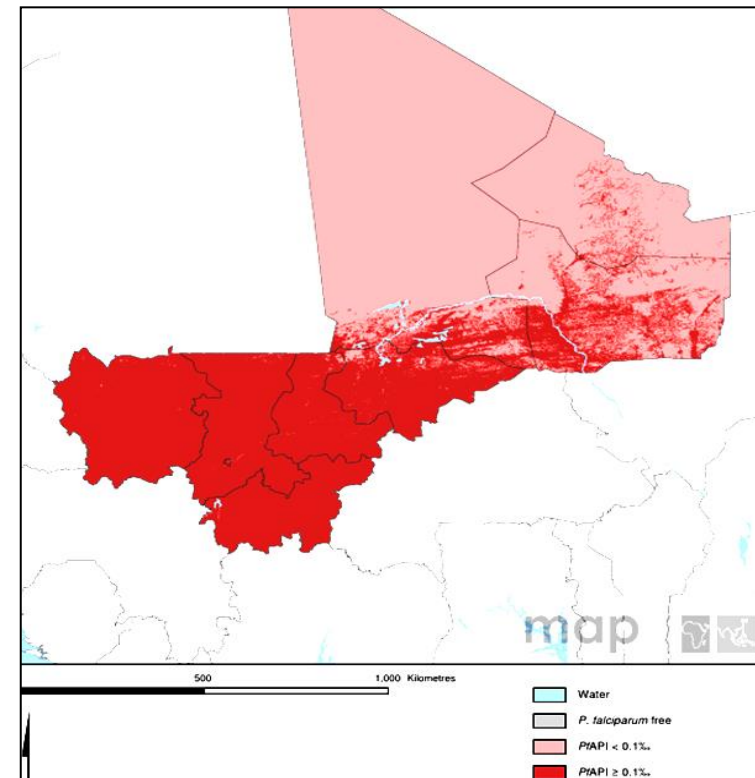 map
500
1,000 Kilometres
Water
P. falciparum free
PfAPI < 0.1‰
PfAPI ≥ 0.1‰